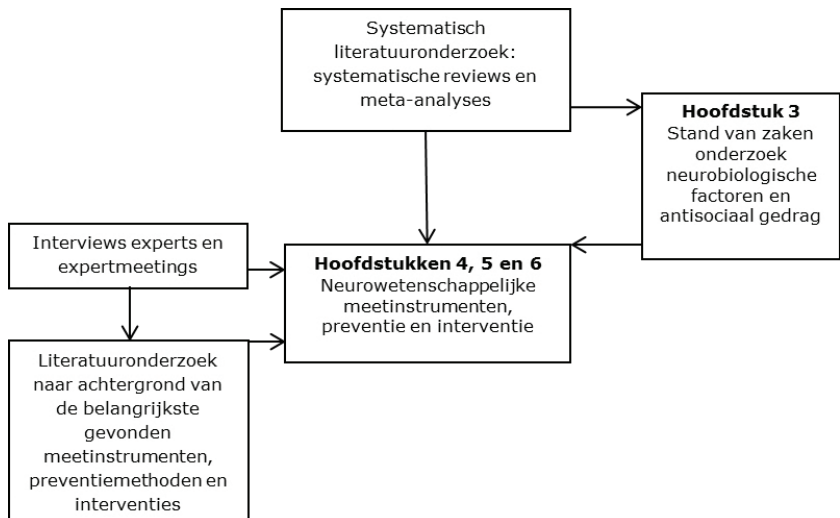 Systematisch
literatuuronderzoek:
systematische reviews en
meta-analyses
Hoofdstuk 3
Stand van zaken
onderzoek
neurobiologische
factoren en
antisociaal gedrag
Interviews experts en
expertmeetings
Hoofdstukken 4, 5 en 6
Neurowetenschappelijke
meetinstrumenten,
preventie en interventie
Literatuuronderzoek
naar achtergrond van
de belangrijkste
gevonden
meetinstrumenten,
preventiemethoden en
interventies